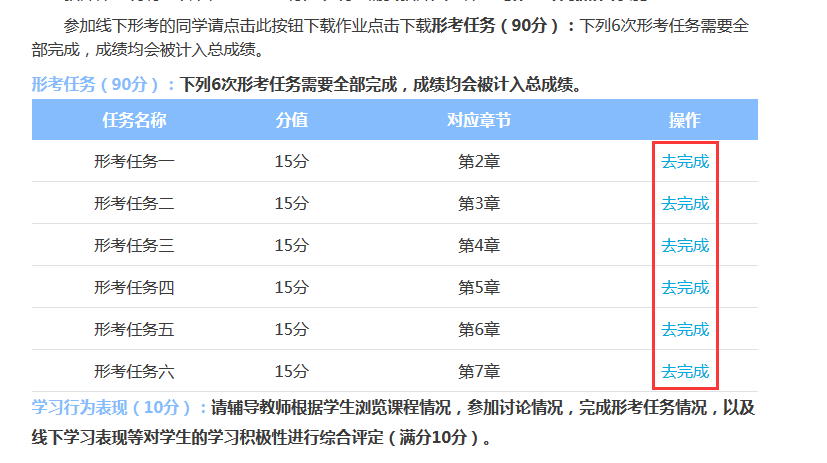 参加线下形考的同学请点击此按钮下载作业点击下载形考任务（90分）：下列6次形考任务需要全
部完成，成绩均会被计入总成绩。
形考任务（90分）：下列6次形考任务需要全部完成，成绩均会被计入总成绩。
任务名称 分值 对应章节 操作
形考任务一 15分 第2章 去完成
形考任务二 15分 第3章 去完成
形考任务三 15分 第4章 去完成
形考任务四 15分 第5章 去完成
形考任务五 15分 第6章 去完成
形考任务六 15分 第7章 去完成
学习行为表现（10分）：请辅导教师根据学生浏览课程情况，参加讨论情况，完成形考任务情况，以及
线下学习表现等对学生的学习积极性进行综合评定（满分10分）。